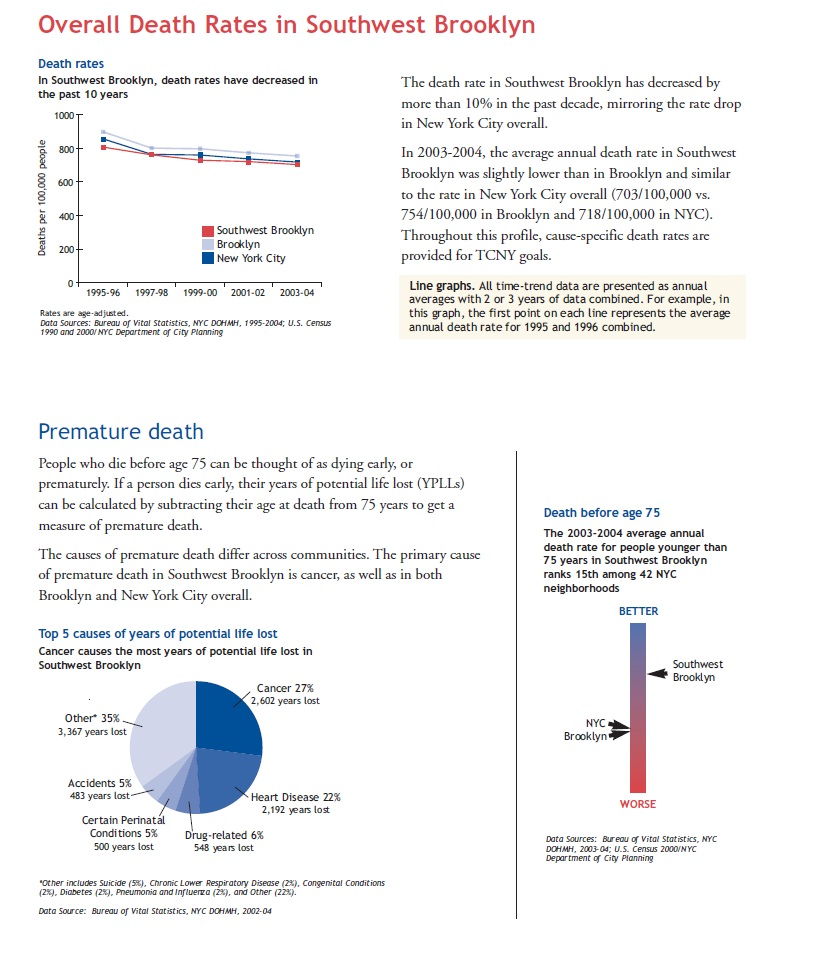 Overall Death Rates in Southwest Brooklyn
Death rates
In Southwest Brooklyn, death rates have decreased in
the past 10 years
Deaths per 100,000 people
1000
800
600
400
200
0
Southwest Brooklyn
Brooklyn
New York City
1995-96 1997-98 1999-00 2001-02 2003-04
Rates are age-adjusted.
Data Sources: Bureau of Vital Statistics, NYC DOHMH, 1995-2004; U.S. Census
1990 and 2000/NYC Department of City Planning
The death rate in Southwest Brooklyn has decreased by
more than 10% in the past decade, mirroring the rate drop
in New York City overall.
In 2003-2004, the average annual death rate in Southwest
Brooklyn was slightly lower than in Brooklyn and similar
to the rate in New York City overall (703/100,000 vs.
754/100,000 in Brooklyn and 718/100,000 in NYC).
Throughout this profile, cause-specific death rates are
provided for TCNY goals.
Line graphs. All time-trend data are presented as annual
averages with 2 or 3 years of data combined. For example, in
this graph, the first point on each line represents the average
annual death rate for 1995 and 1996 combined.
Premature death
People who die before age 75 can be thought of as dying early, or
prematurely. If a person dies early, their years of potential life lost (YPLLs)
can be calculated by subtracting their age at death from 75 years to get a
measure of premature death.
The causes of premature death differ across communities. The primary cause
of premature death in Southwest Brooklyn is cancer, as well as in both
Brooklyn and New York City overall.
Top 5 causes of years of potential life lost
Cancer causes the most years of potential life lost in
Southwest Brooklyn
Cancer 27%
2,602 years lost
Other* 35%
3,367 years lost
Accidents 5%
483 years lost
Heart Disease 22%
2,192 years lost
Certain Perinatal
Conditions 5%
500 years lost
Drug-related 6%
548 years lost
*Other includes Suicide (5%), Chronic Lower Respiratory Disease (2%), Congenital Conditions
(2%), Diabetes (2%), Pneumonia and Influenza (2%), and Other (22%).
Data Source: Bureau of Vital Statistics, NYC DOHMH, 2002-04
Death before age 75
The 2003-2004 average annual
death rate for people younger than
75 years in Southwest Brooklyn
ranks 15th among 42 NYC
neighborhoods
BETTER
Southwest
Brooklyn
NYC
Brooklyn
WORSE
Data Sources: Bureau of Vital Statistics, NYC
DOHMH, 2003-04; U.S. Census 2000/NYC
Department of City Planning